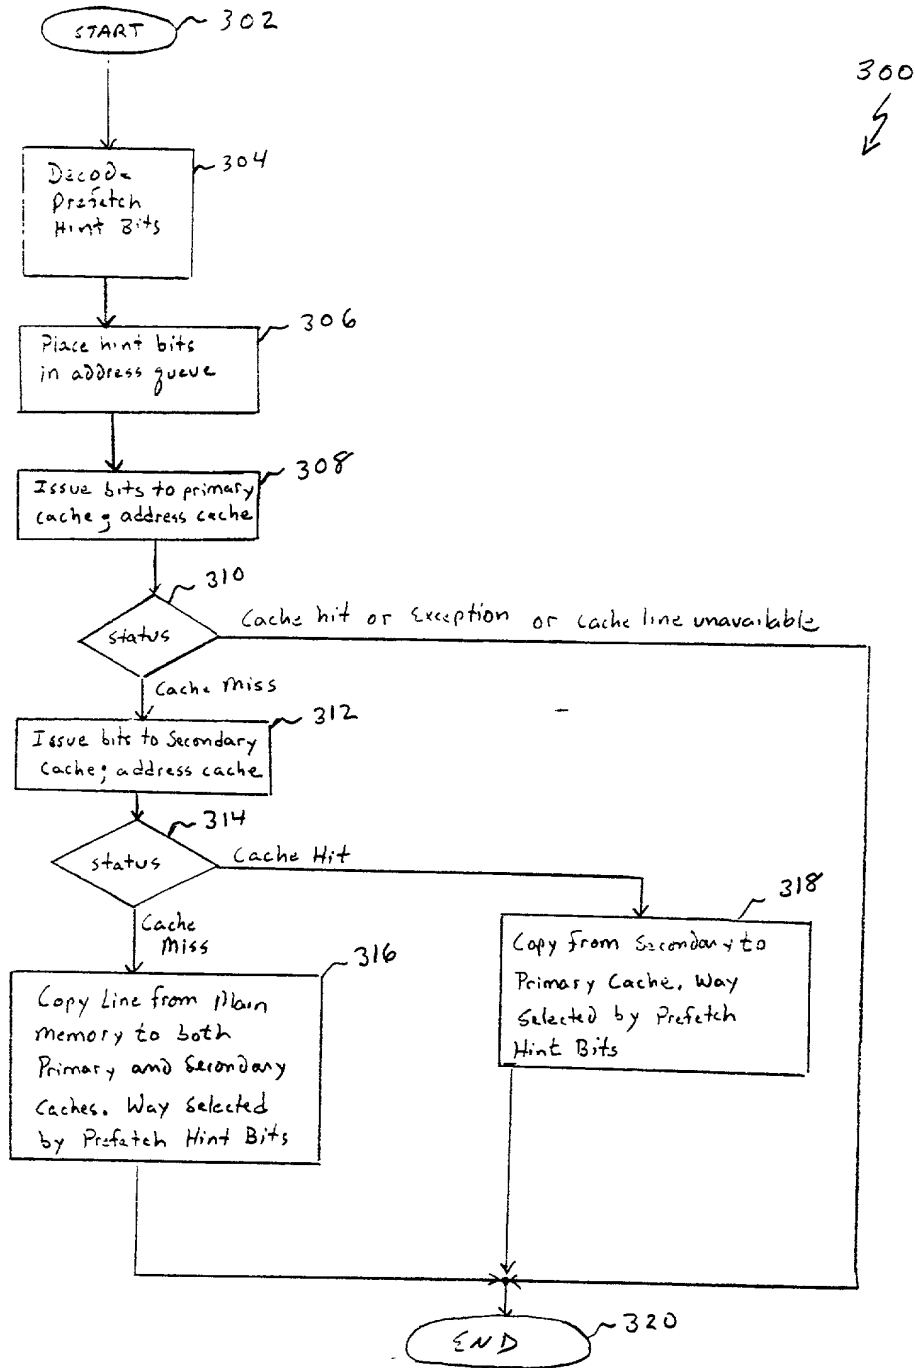 START
302
300
Decode
Prefetch
Hint Bits
304
Place hint bits
in address queue
306
Issue bits to primary
cache; address cache
308
status
310
Cache hit or Exception or cache line unavailable
Cache Miss
Issue bits to Secondary
Cache; address cache
312
status
314
Cache Hit
Cache
Miss
Copy Line from Main
Memory to both
Primary and Secondary
Caches. Way Selected
by Prefetch Hint Bits
316
Copy from Secondary to
Primary Cache. Way
Selected by Prefetch
Hint Bits
318
END
320